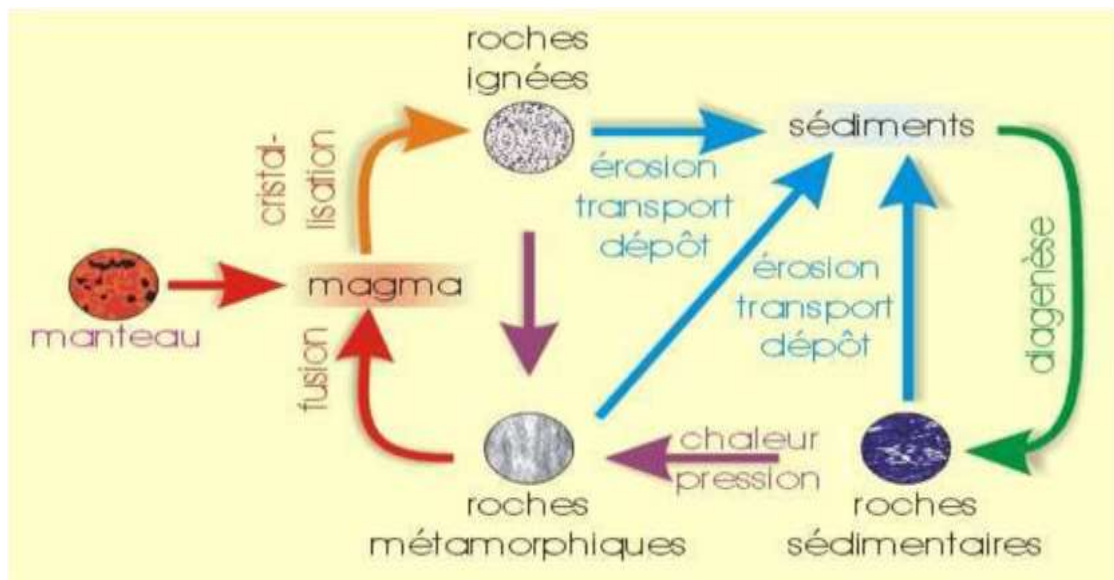 roches
ignées
sédiments
cristal-
lisation
érosion
transport
dépôt
magma
manteau
fusion
érosion
transport
dépôt
diagenèse
chaleur
pression
roches
métamorphiques
roches
sédimentaires